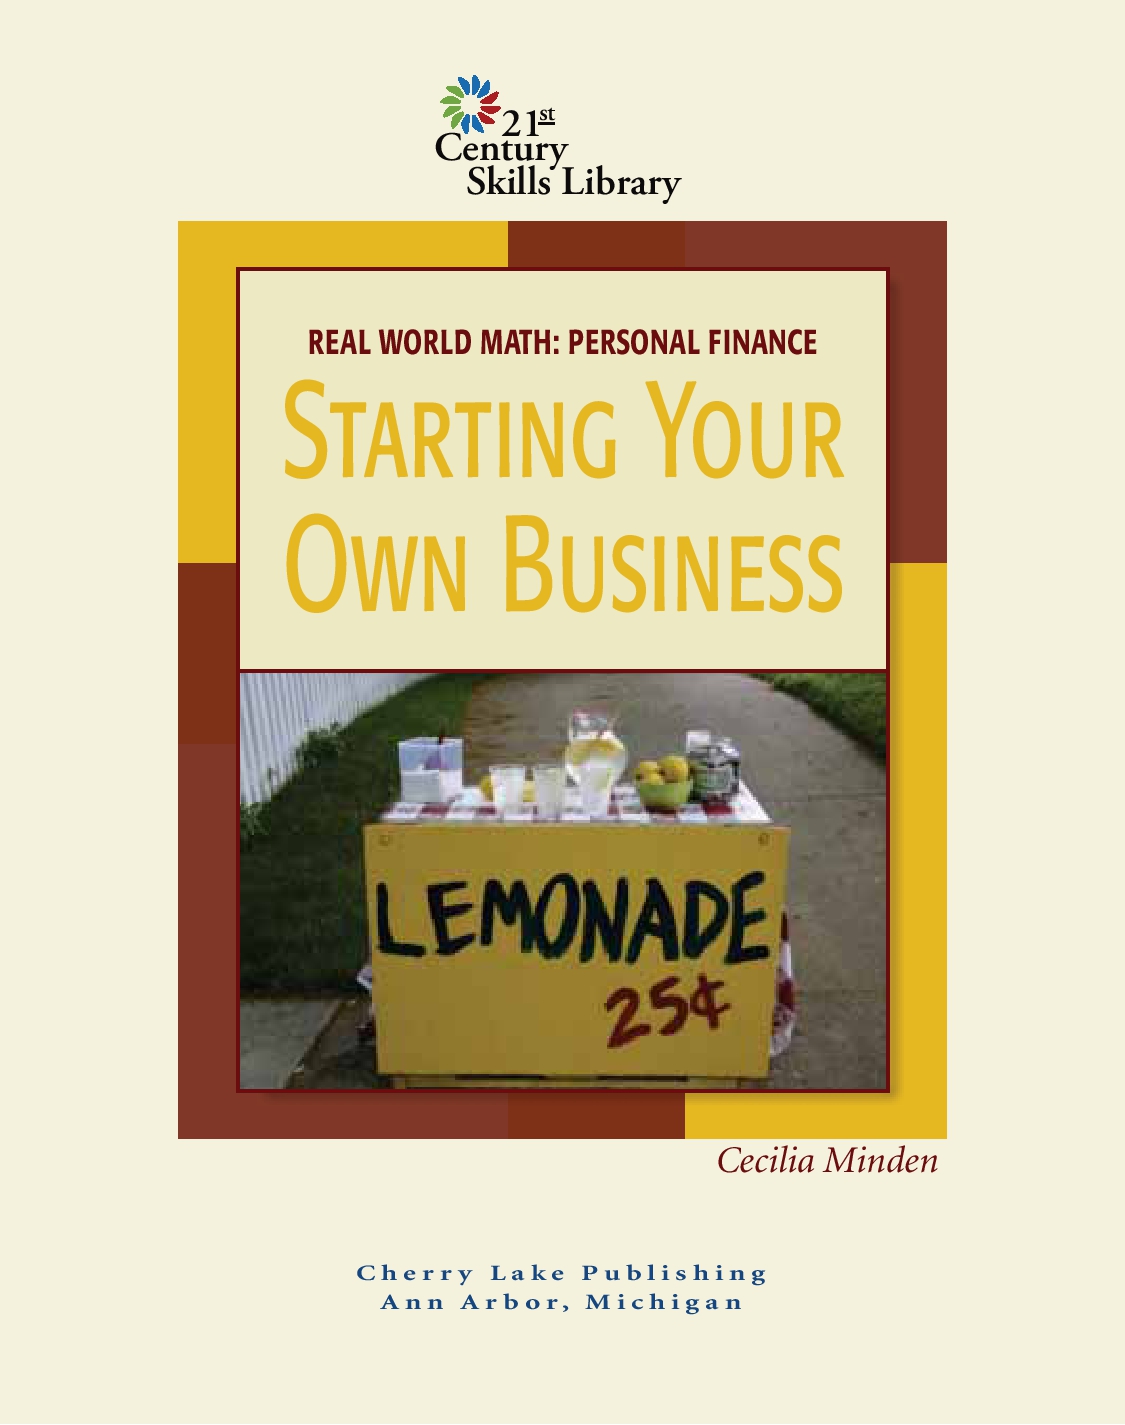 21st
Century
Skills Library
REAL WORLD MATH: PERSONAL FINANCE
STARTING YOUR
OWN BUSINESS
LEMONADE
25¢
Cecilia Minden
Cherry Lake Publishing
Ann Arbor, Michigan